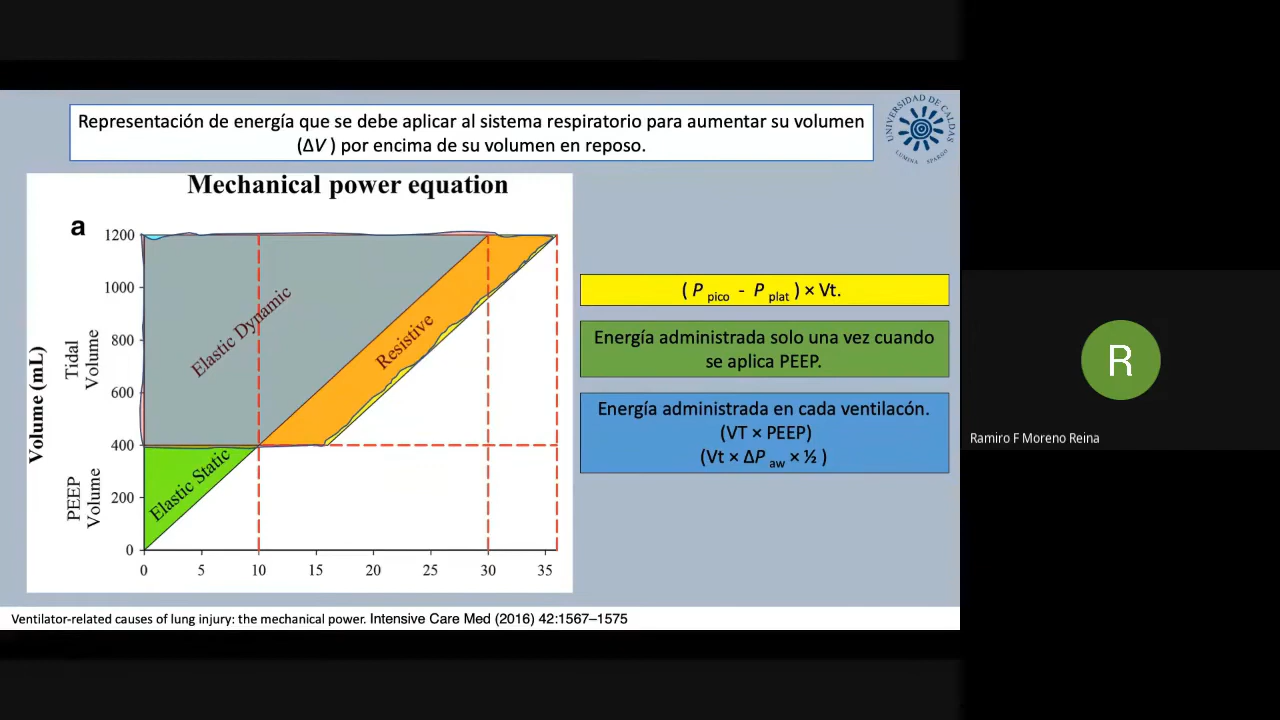 Representación de energía que se debe aplicar al sistema respiratorio para aumentar su volumen
(ΔV ) por encima de su volumen en reposo.
UNIVERSIDAD DE CALDAS
LUMINA SPARGO
Mechanical power equation
a
Volume (mL)
Tidal
Volume
PEEP
Volume
1200
1000
800
600
400
200
0
Elastic Dynamic
Resistive
Elastic Static
0 5 10 15 20 25 30 35
( P pico - P plat ) × Vt.
Energía administrada solo una vez cuando
se aplica PEEP.
Energía administrada en cada ventilacón.
(VT × PEEP)
(Vt × ΔP aw × ½ )
R
Ramiro F Moreno Reina
Ventilator-related causes of lung injury: the mechanical power. Intensive Care Med (2016) 42:1567–1575